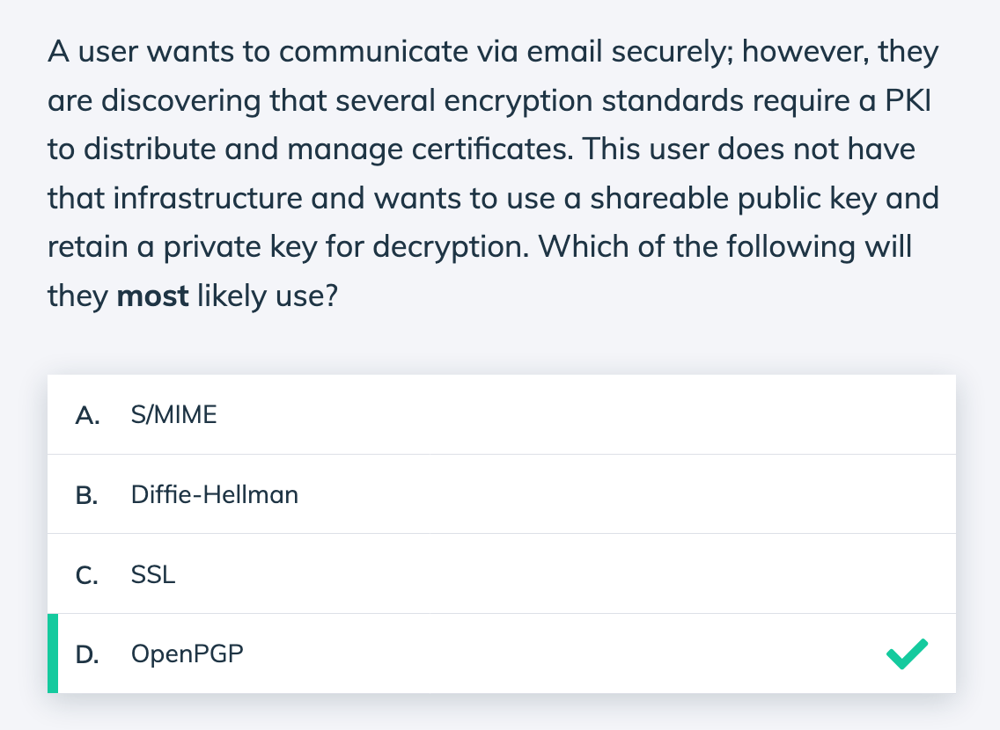 A user wants to communicate via email securely; however, they
are discovering that several encryption standards require a PKI
to distribute and manage certificates. This user does not have
that infrastructure and wants to use a shareable public key and
retain a private key for decryption. Which of the following will
they most likely use?
A. S/MIME
B. Diffie-Hellman
C. SSL
D. OpenPGP